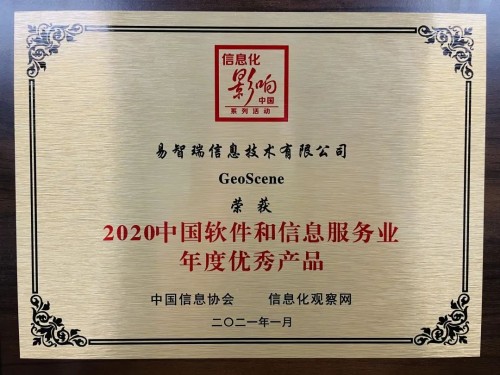 信息化
影响
中国
系列活动
易智瑞信息技术有限公司
GeoScene
荣获
2020中国软件和信息服务业
年度优秀产品
中国信息协会 信息化观察网
二〇二一年一月